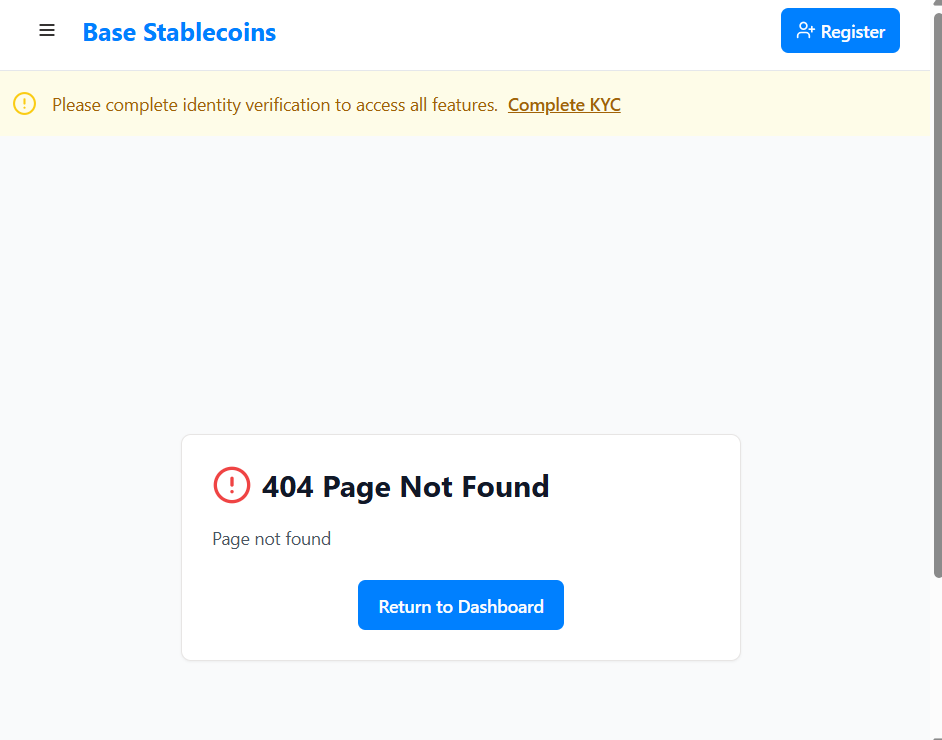 Base Stablecoins
Register
Please complete identity verification to access all features. Complete KYC
404 Page Not Found
Page not found
Return to Dashboard